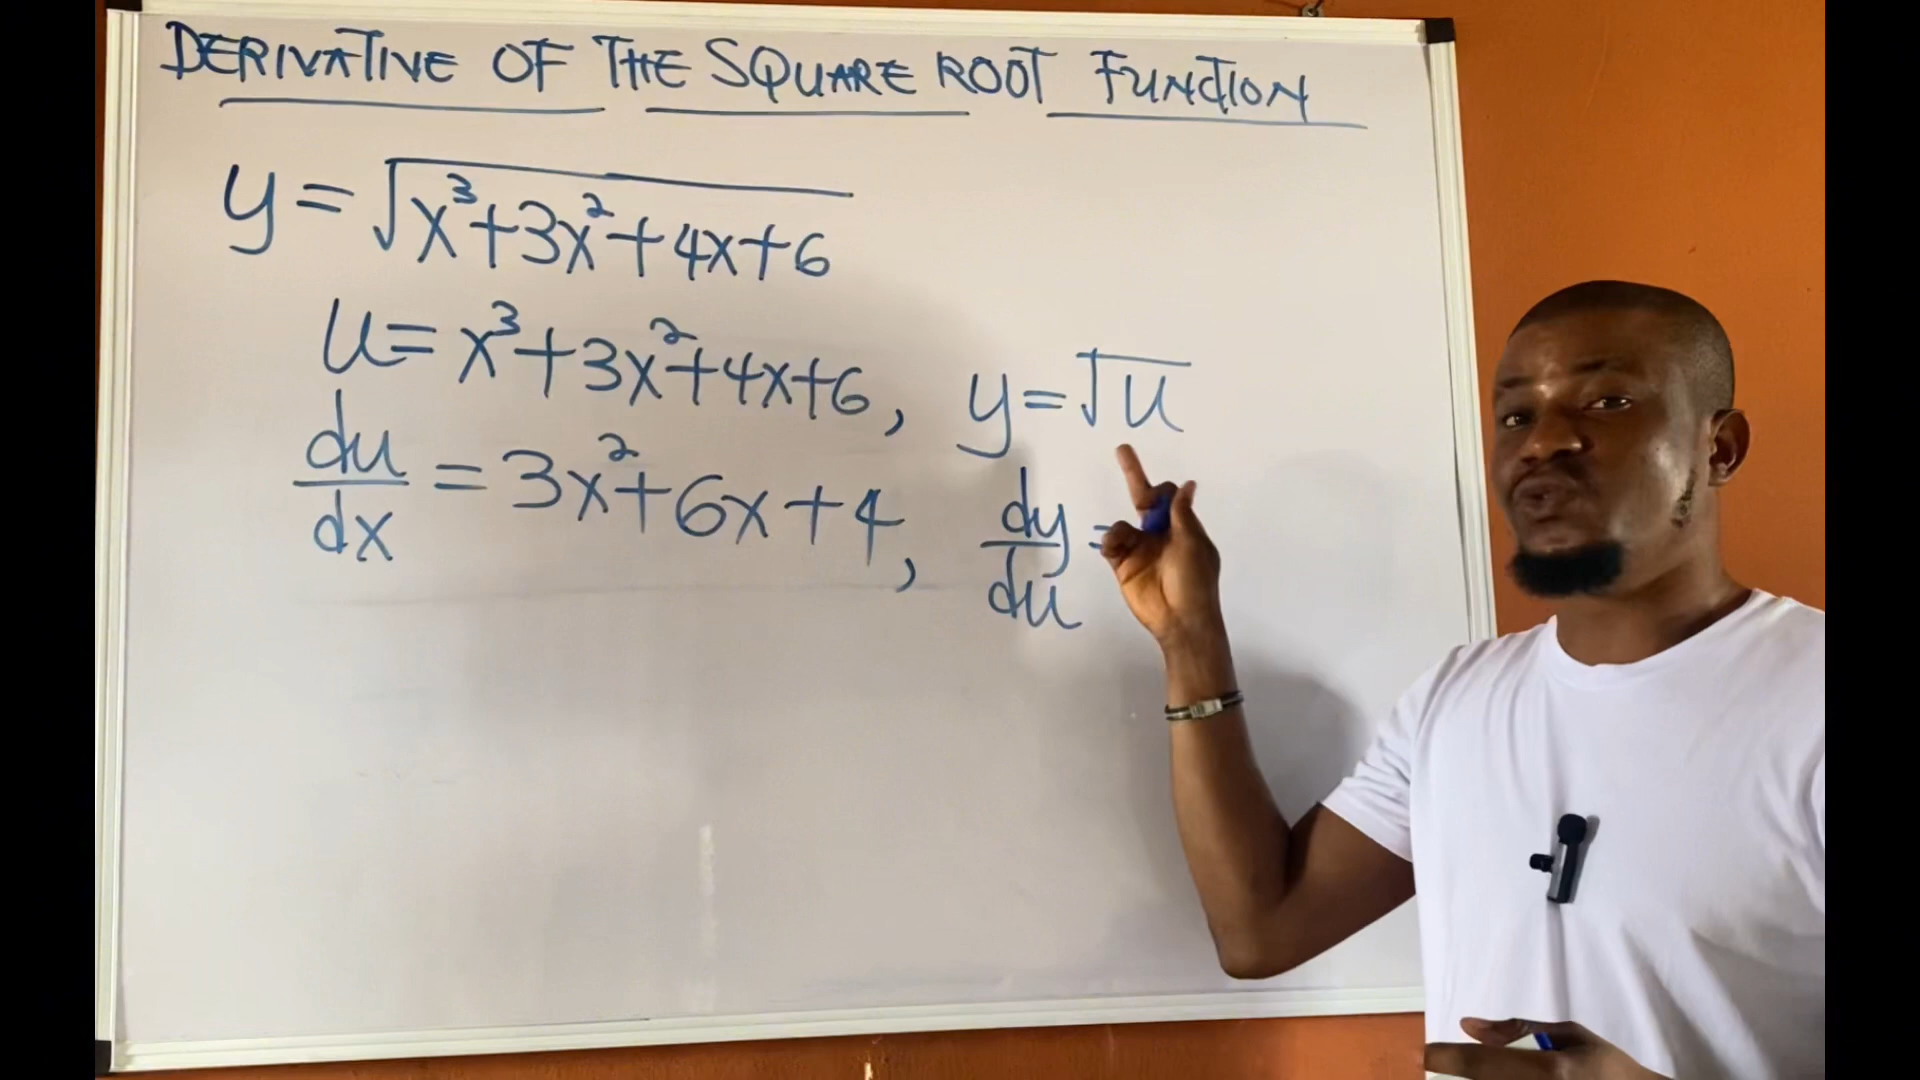 DERIVATIVE OF THE SQUARE ROOT FUNCTION
y = √(x³+3x²+4x+6)
u = x³+3x²+4x+6, y = √u
du/dx = 3x²+6x+4, dy/du =